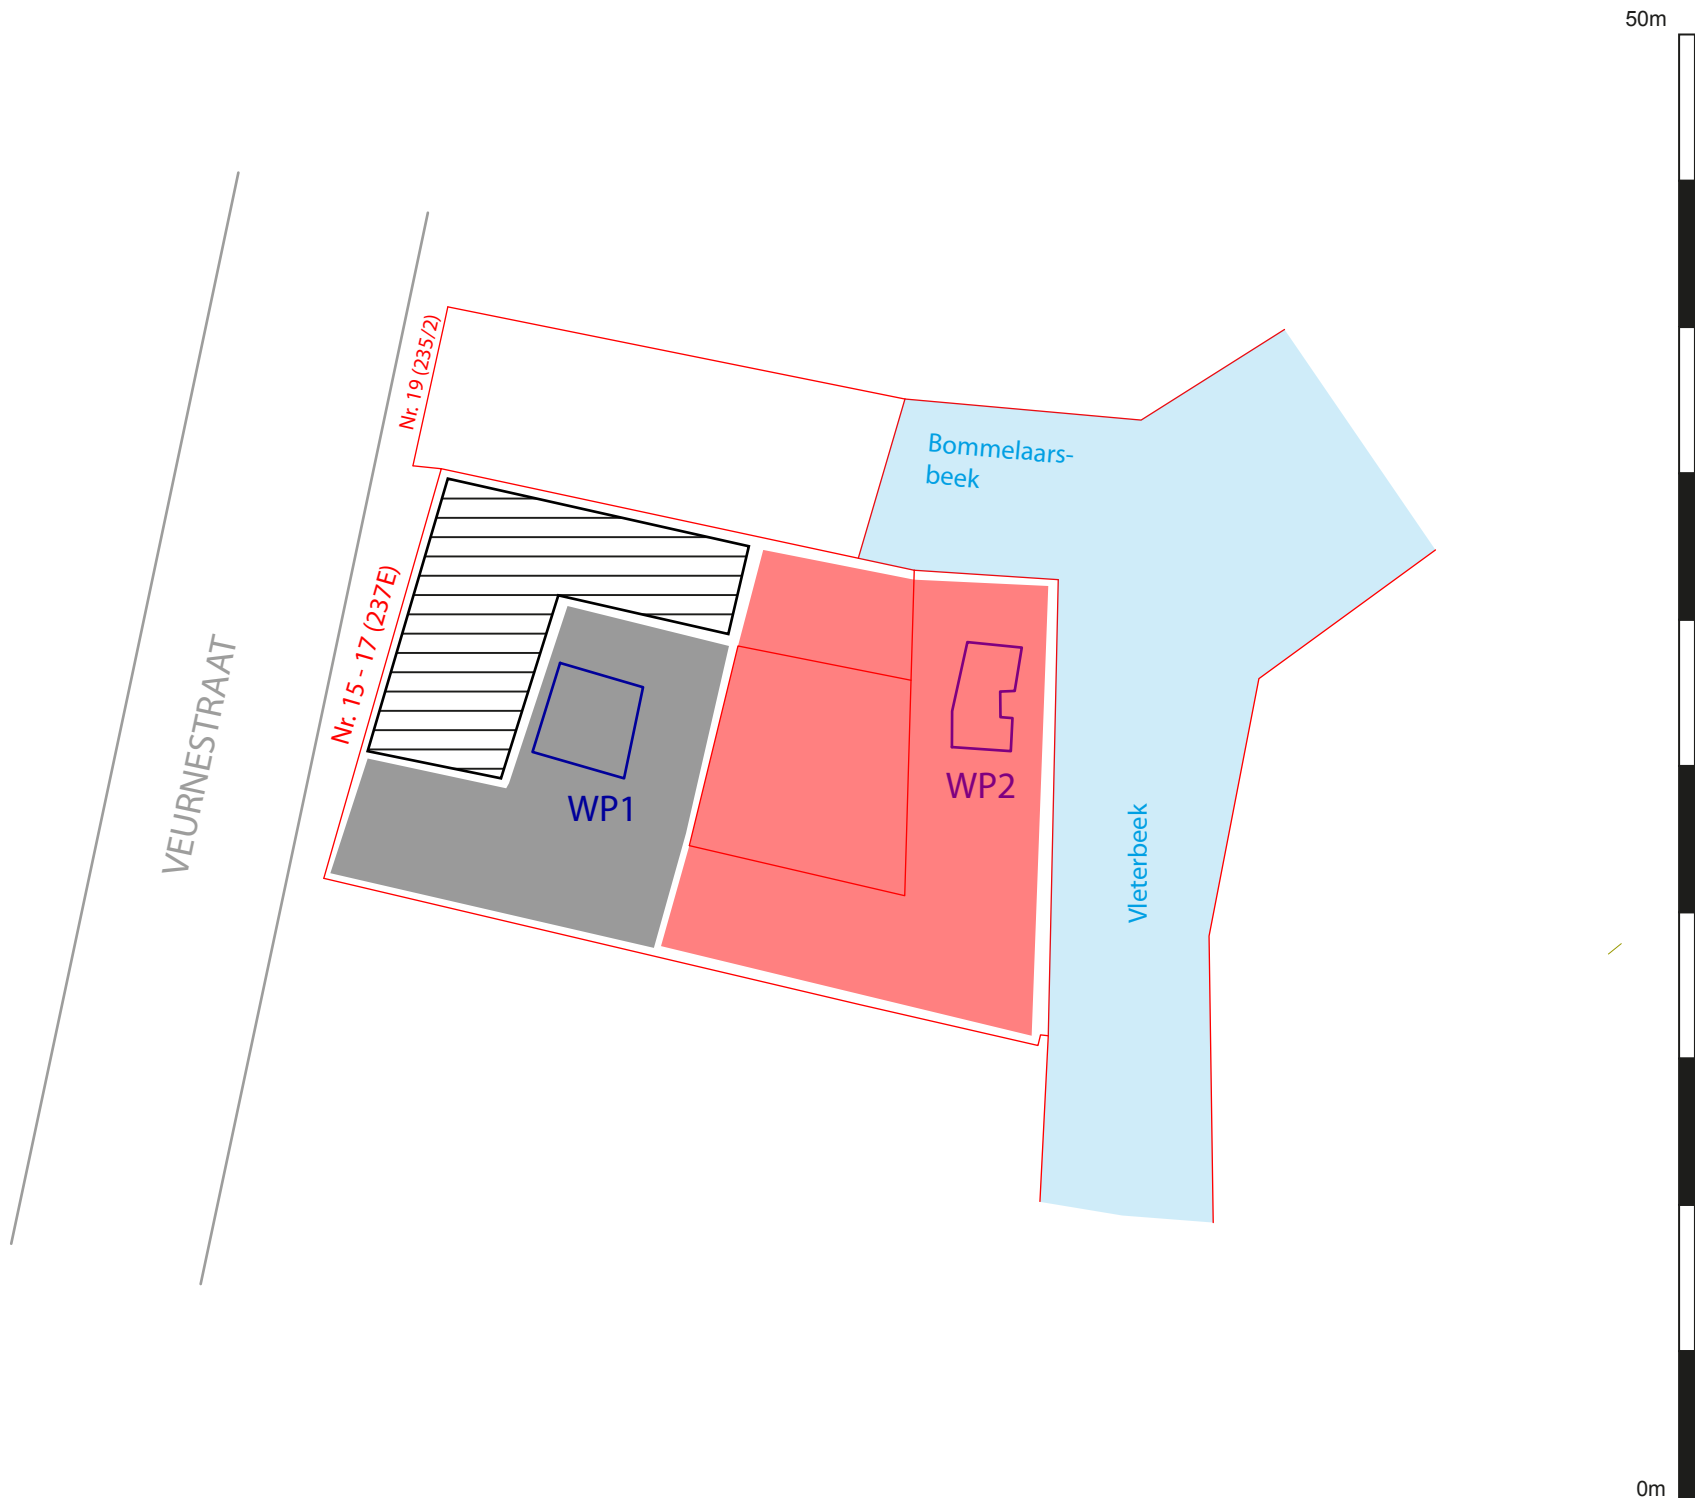 50m
Nr. 19 (235/2)
Bommelaars-
beek
Nr. 15 - 17 (237E)
VEURNESTRAAT
WP1
WP2
Vleterbeek
0m